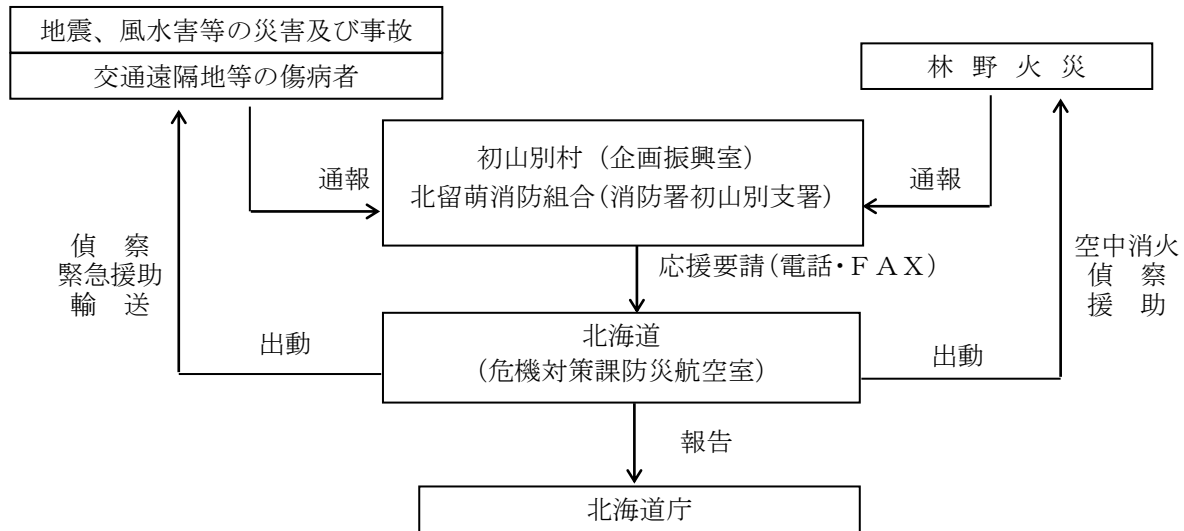 地震、風水害等の災害及び事故
交通遠隔地等の傷病者
林 野 火 災
初山別村（企画振興室）
北留萌消防組合（消防署初山別支署）
通報
通報
偵　察
緊急援助
輸　送
応援要請（電話・ＦＡＸ）
空中消火
偵　察
援　助
出動
北海道
（危機対策課防災航空室）
出動
報告
北海道庁